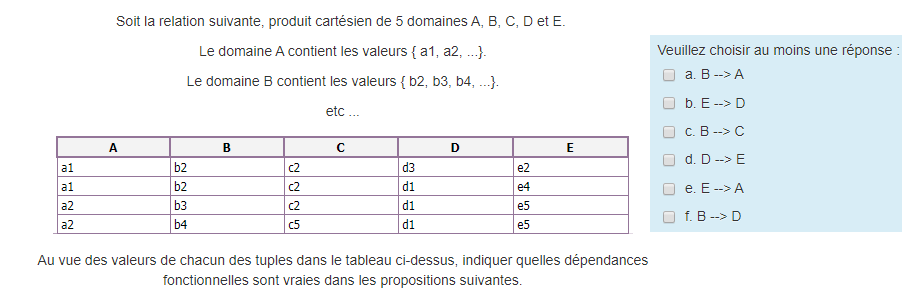 Soit la relation suivante, produit cartésien de 5 domaines A, B, C, D et E.
Le domaine A contient les valeurs { a1, a2, ...}.
Le domaine B contient les valeurs { b2, b3, b4, ...}.
etc ...
A B C D E
a1 b2 c2 d3 e2
a1 b2 c2 d1 e4
a2 b3 c2 d1 e5
a2 b4 c5 d1 e5
Au vue des valeurs de chacun des tuples dans le tableau ci-dessus, indiquer quelles dépendances
fonctionnelles sont vraies dans les propositions suivantes.
Veuillez choisir au moins une réponse :
a. B --> A
b. E --> D
c. B --> C
d. D --> E
e. E --> A
f. B --> D